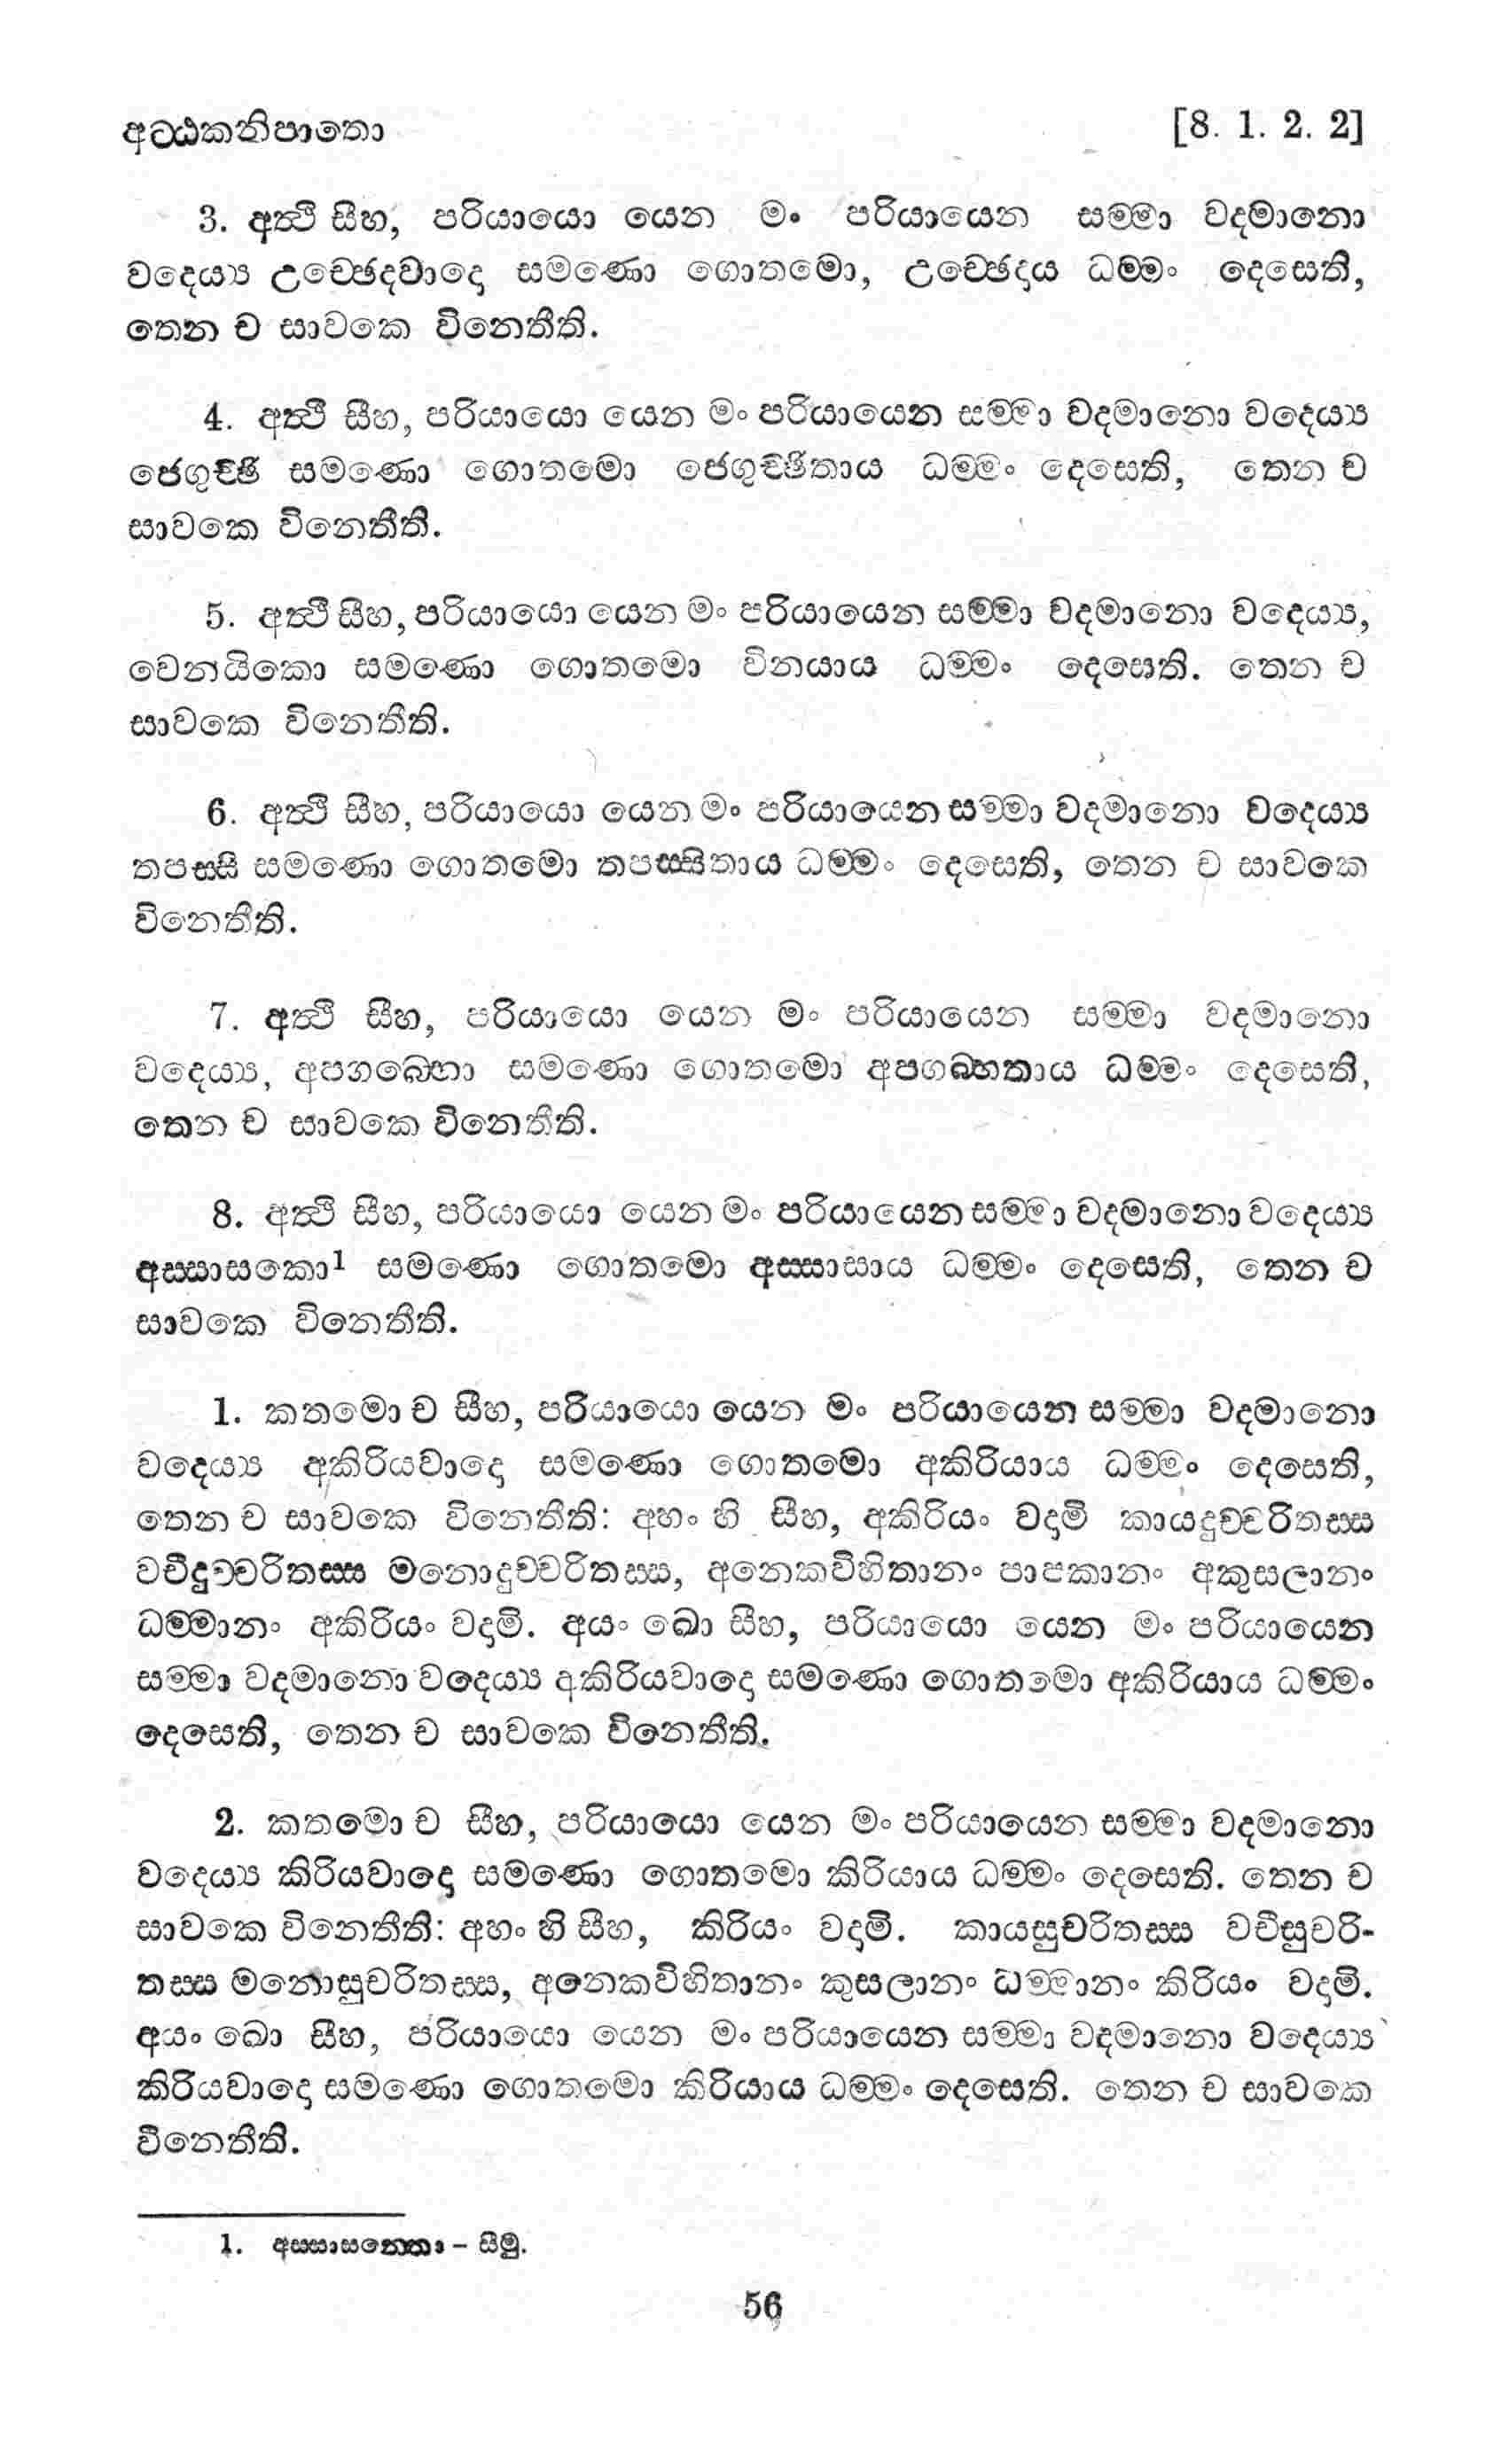 අට්ඨකනිපාතො [8. 1. 2. 2]
3. අත්ථි සීහ, පරියායො යෙන මං පරියායෙන සම්මා වදමානො
වදෙය්‍ය උච්ඡෙදවාදො සමණො ගොතමො, උච්ඡෙදාය ධම්මං දෙසෙති,
තෙන ච සාවකෙ විනෙතීති.
4. අත්ථි සීහ, පරියායො යෙන මං පරියායෙන සම්මා වදමානො වදෙය්‍ය
ජෙගුච්ඡී සමණො ගොතමො ජෙගුච්ඡිතාය ධම්මං දෙසෙති, තෙන ච
සාවකෙ විනෙතීති.
5. අත්ථි සීහ, පරියායො යෙන මං පරියායෙන සම්මා වදමානො වදෙය්‍ය,
වෙනයිකො සමණො ගොතමො විනයාය ධම්මං දෙසෙති. තෙන ච
සාවකෙ විනෙතීති.
6. අත්ථි සීහ, පරියායො යෙන මං පරියායෙන සම්මා වදමානො වදෙය්‍ය
තපස්සී සමණො ගොතමො තපස්සිතාය ධම්මං දෙසෙති, තෙන ච සාවකෙ
විනෙතීති.
7. අත්ථි සීහ, පරියායො යෙන මං පරියායෙන සම්මා වදමානො
වදෙය්‍ය, අපගබ්භො සමණො ගොතමො අපගබ්භතාය ධම්මං දෙසෙති,
තෙන ච සාවකෙ විනෙතීති.
8. අත්ථි සීහ, පරියායො යෙන මං පරියායෙන සම්මා වදමානො වදෙය්‍ය
අස්සාසකො¹ සමණො ගොතමො අස්සාසාය ධම්මං දෙසෙති, තෙන ච
සාවකෙ විනෙතීති.
1. කතමො ච සීහ, පරියායො යෙන මං පරියායෙන සම්මා වදමානො
වදෙය්‍ය අකිරියවාදො සමණො ගොතමො අකිරියාය ධම්මං දෙසෙති,
තෙන ච සාවකෙ විනෙතීති: අහං හි සීහ, අකිරියං වදාමි කායදුච්චරිතස්ස
වචීදුච්චරිතස්ස මනොදුච්චරිතස්ස, අනෙකවිහිතානං පාපකානං අකුසලානං
ධම්මානං අකිරියං වදාමි. අයං ඛො සීහ, පරියායො යෙන මං පරියායෙන
සම්මා වදමානො වදෙය්‍ය අකිරියවාදො සමණො ගොතමො අකිරියාය ධම්මං
දෙසෙති, තෙන ච සාවකෙ විනෙතීති.
2. කතමො ච සීහ, පරියායො යෙන මං පරියායෙන සම්මා වදමානො
වදෙය්‍ය කිරියවාදො සමණො ගොතමො කිරියාය ධම්මං දෙසෙති. තෙන ච
සාවකෙ විනෙතීති: අහං හි සීහ, කිරියං වදාමි. කායසුචරිතස්ස වචීසුචරි-
තස්ස මනොසුචරිතස්ස, අනෙකවිහිතානං කුසලානං ධම්මානං කිරියං වදාමි.
අයං ඛො සීහ, පරියායො යෙන මං පරියායෙන සම්මා වදමානො වදෙය්‍ය
කිරියවාදො සමණො ගොතමො කිරියාය ධම්මං දෙසෙති. තෙන ච සාවකෙ
විනෙතීති.
1. අස්සාසන්තො - සීමු.
56